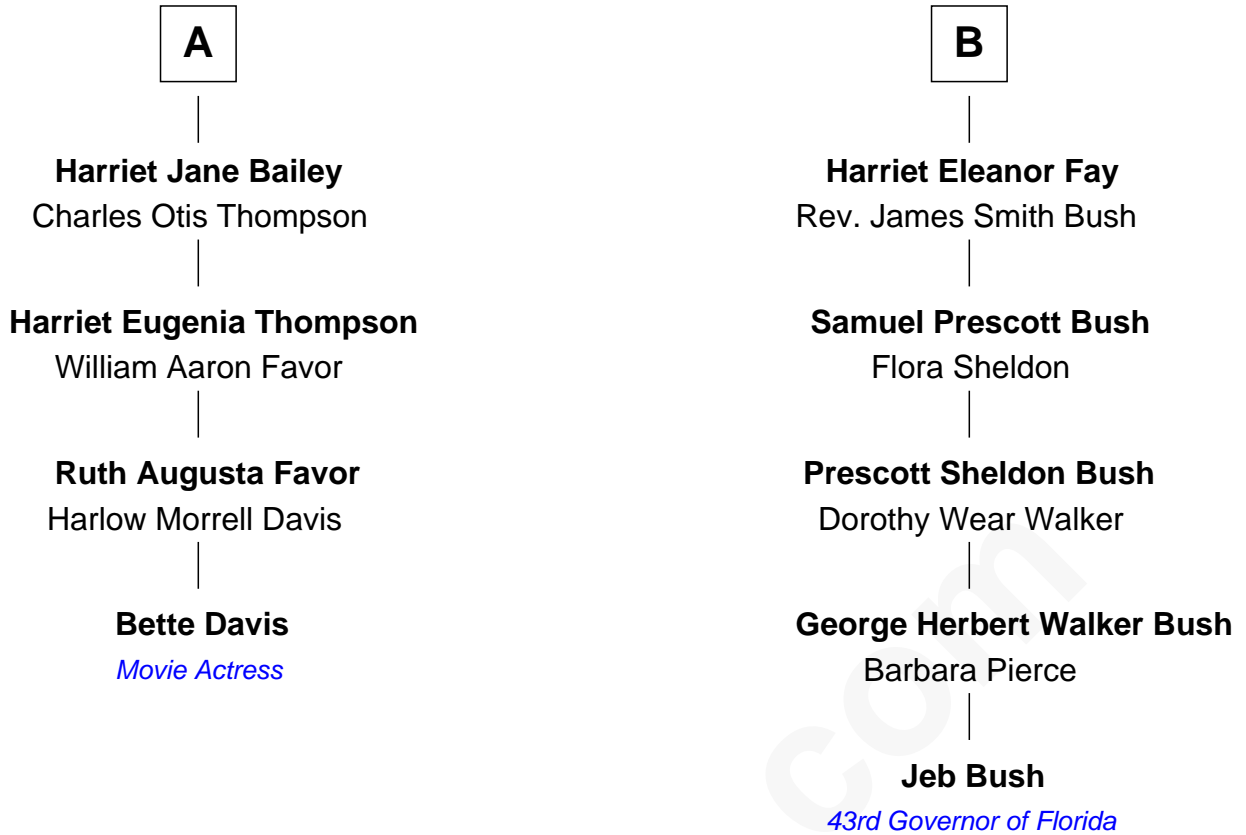 A
Harriet Jane Bailey
Charles Otis Thompson
Harriet Eugenia Thompson
William Aaron Favor
Ruth Augusta Favor
Harlow Morrell Davis
Bette Davis
Movie Actress
B
Harriet Eleanor Fay
Rev. James Smith Bush
Samuel Prescott Bush
Flora Sheldon
Prescott Sheldon Bush
Dorothy Wear Walker
George Herbert Walker Bush
Barbara Pierce
Jeb Bush
43rd Governor of Florida
com